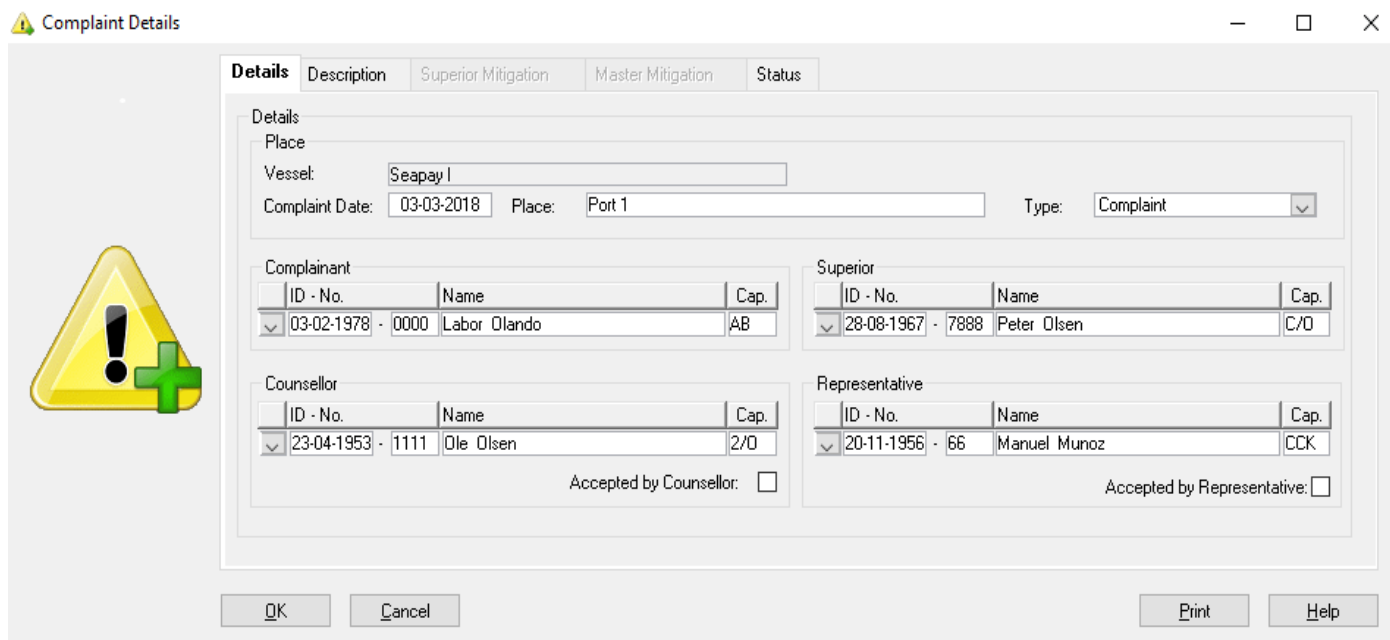 Complaint Details
Details Description Superior Mitigation Master Mitigation Status
Details
Place
Vessel: Seapay I
Complaint Date: 03-03-2018 Place: Port 1 Type: Complaint
Complainant
ID - No. Name Cap.
03-02-1978 - 0000 Labor Olando AB
Superior
ID - No. Name Cap.
28-08-1967 - 7888 Peter Olsen C/O
Counsellor
ID - No. Name Cap.
23-04-1953 - 1111 Ole Olsen 2/O
Accepted by Counsellor:
Representative
ID - No. Name Cap.
20-11-1956 - 66 Manuel Munoz CCK
Accepted by Representative:
OK Cancel Print Help